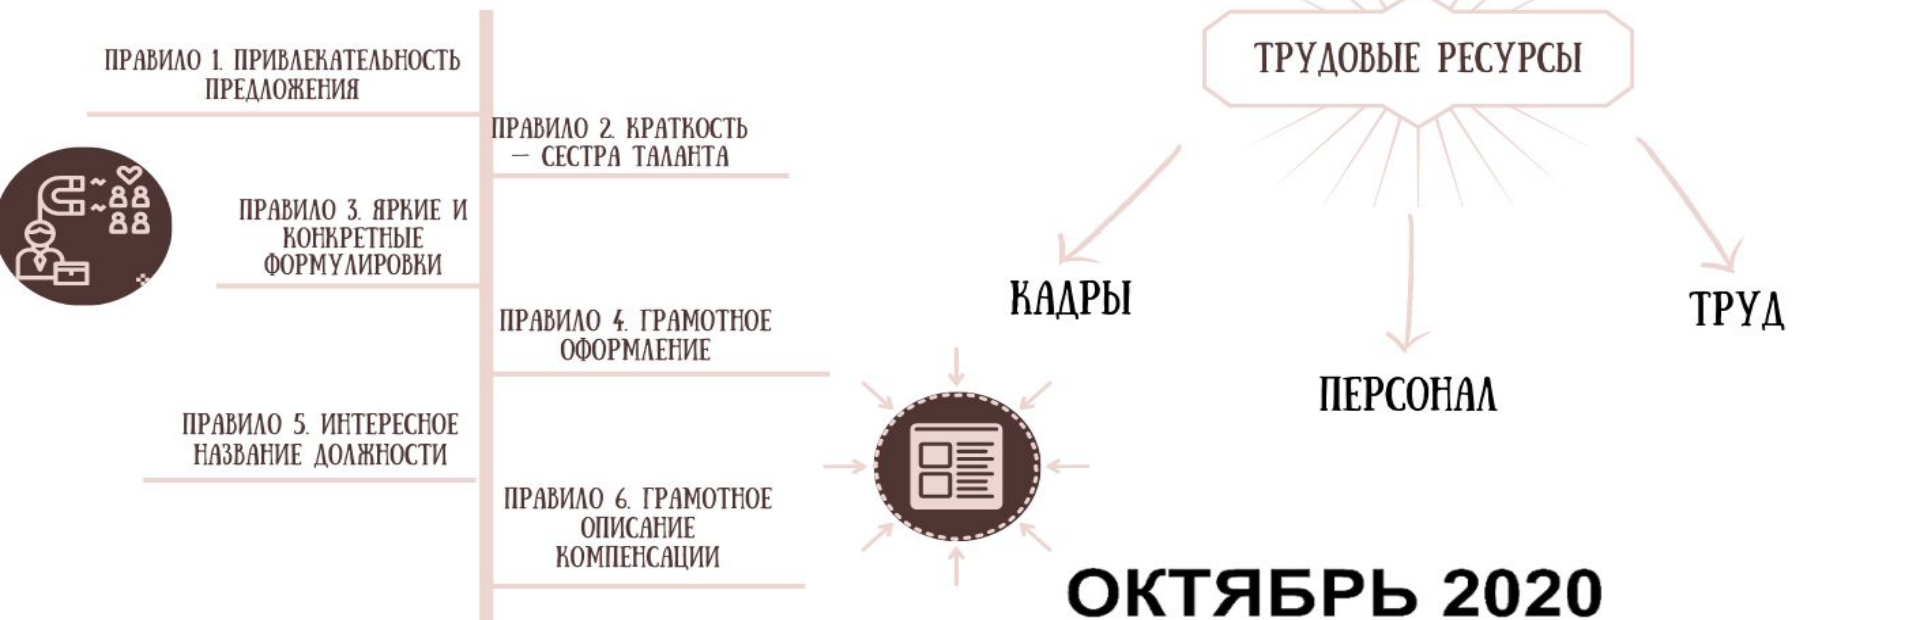 ПРАВИЛО 1. ПРИВЛЕКАТЕЛЬНОСТЬ
ПРЕДЛОЖЕНИЯ
ПРАВИЛО 2. КРАТКОСТЬ
— СЕСТРА ТАЛАНТА
ПРАВИЛО 3. ЯРКИЕ И
КОНКРЕТНЫЕ
ФОРМУЛИРОВКИ
ПРАВИЛО 4. ГРАМОТНОЕ
ОФОРМЛЕНИЕ
ПРАВИЛО 5. ИНТЕРЕСНОЕ
НАЗВАНИЕ ДОЛЖНОСТИ
ПРАВИЛО 6. ГРАМОТНОЕ
ОПИСАНИЕ
КОМПЕНСАЦИИ
ТРУДОВЫЕ РЕСУРСЫ
КАДРЫ
ПЕРСОНАЛ
ТРУД
ОКТЯБРЬ 2020